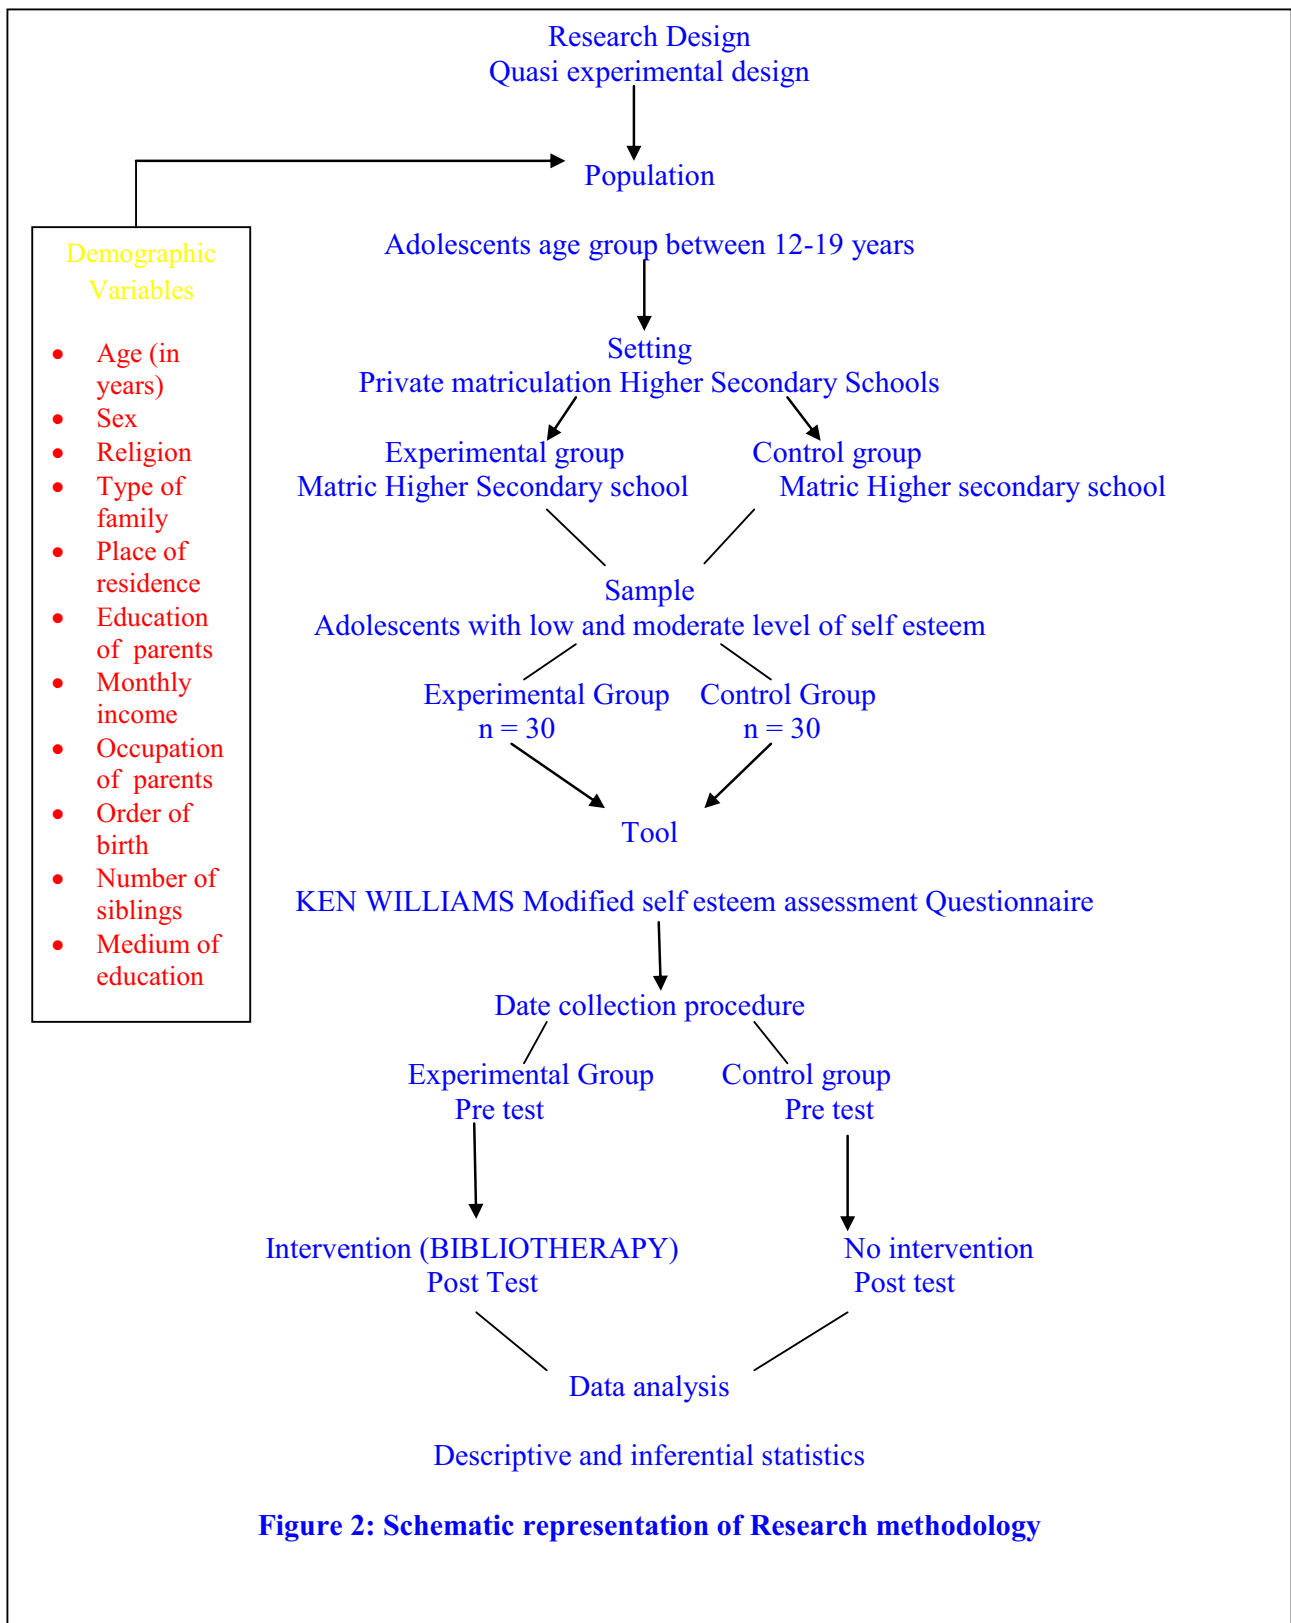 Research Design
Quasi experimental design
Population
Adolescents age group between 12-19 years
Demographic
Variables
• Age (in
years)
• Sex
• Religion
• Type of
family
• Place of
residence
• Education
of parents
• Monthly
income
• Occupation
of parents
• Order of
birth
• Number of
siblings
• Medium of
education
Setting
Private matriculation Higher Secondary Schools
Experimental group
Matric Higher Secondary school
Control group
Matric Higher secondary school
Sample
Adolescents with low and moderate level of self esteem
Experimental Group
n = 30
Control Group
n = 30
Tool
KEN WILLIAMS Modified self esteem assessment Questionnaire
Date collection procedure
Experimental Group
Pre test
Control group
Pre test
Intervention (BIBLIOTHERAPY)
Post Test
No intervention
Post test
Data analysis
Descriptive and inferential statistics
Figure 2: Schematic representation of Research methodology